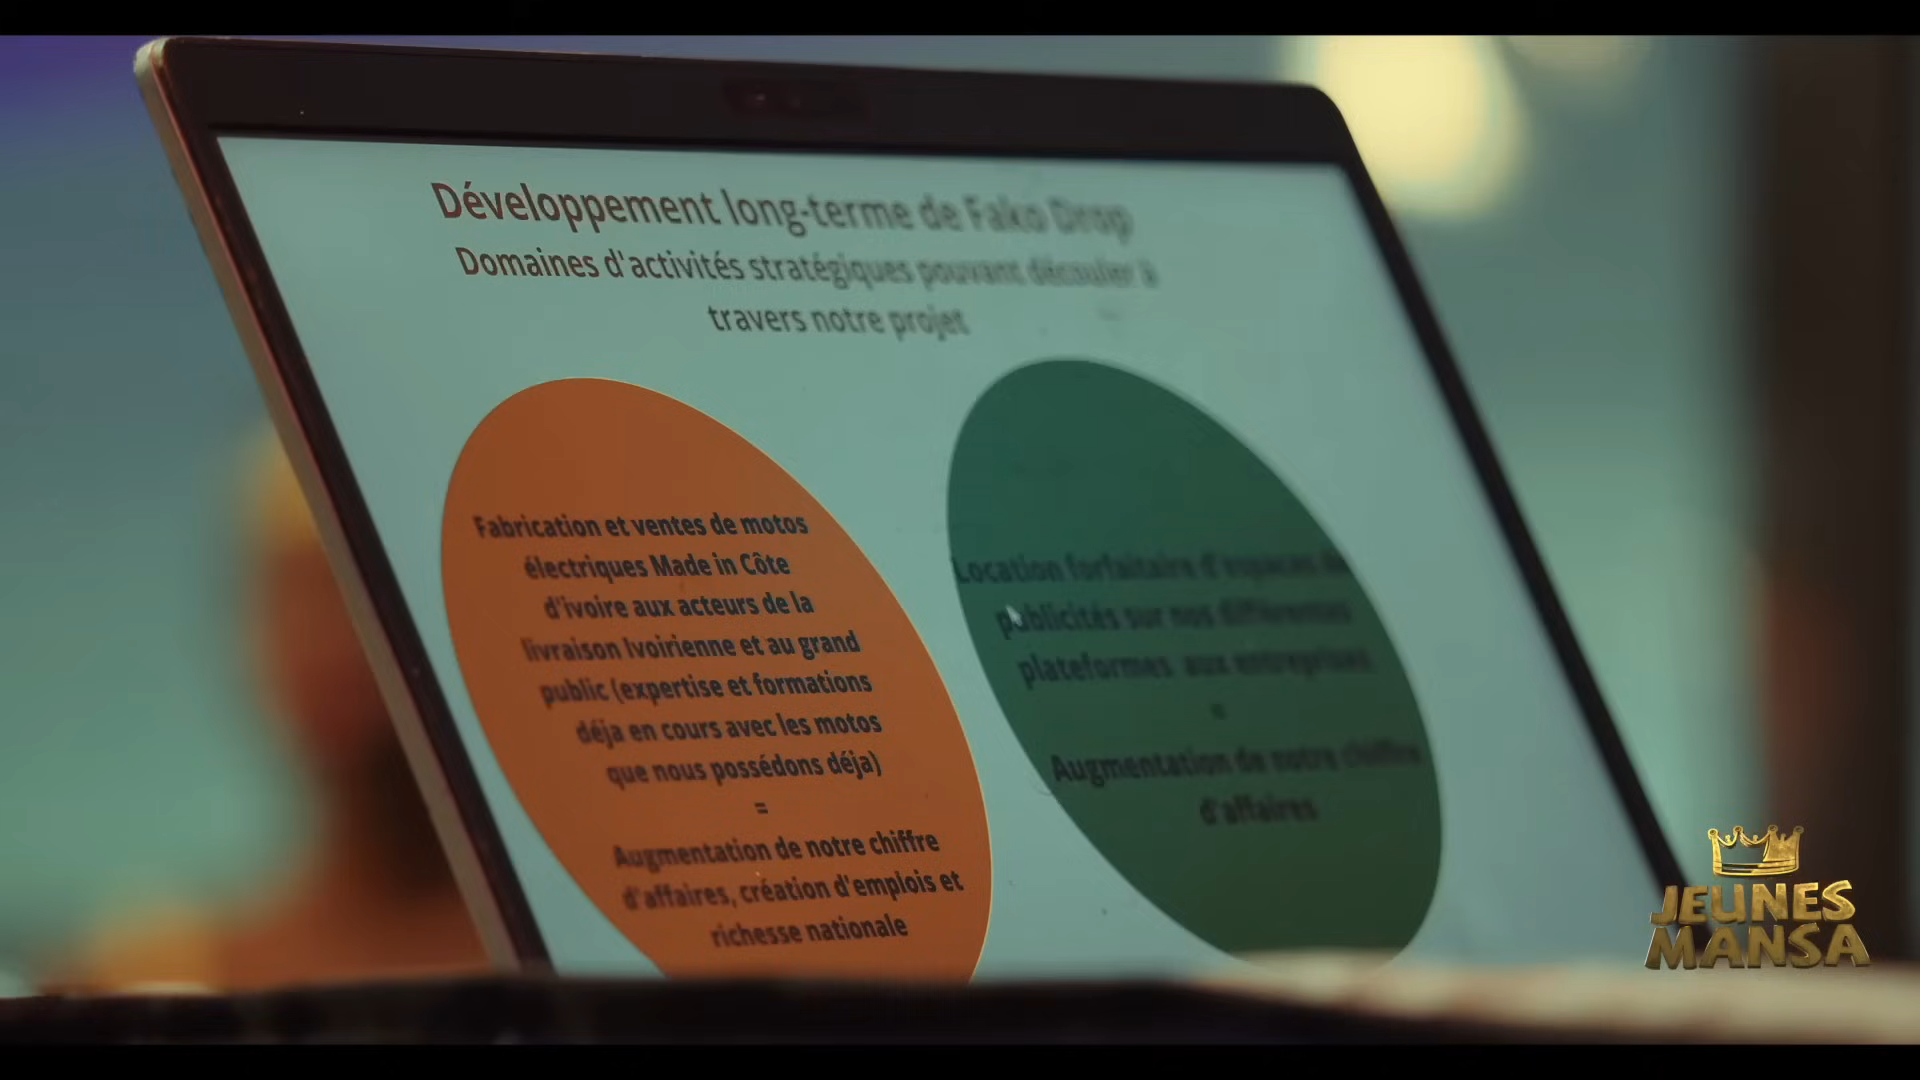 Développement long-terme de Fako Drop
Domaines d'activités stratégiques pouvant découler à
travers notre projet
Fabrication et ventes de motos
électriques Made in Côte
d'ivoire aux acteurs de la
livraison Ivoirienne et au grand
public (expertise et formations
déja en cours avec les motos
que nous possédons déja)
=
Augmentation de notre chiffre
d'affaires, création d'emplois et
richesse nationale
Location forfaitaire d'espaces de
publicités sur nos différentes
plateformes aux entreprises
=
Augmentation de notre chiffre
d'affaires
JEUNES
MANSA